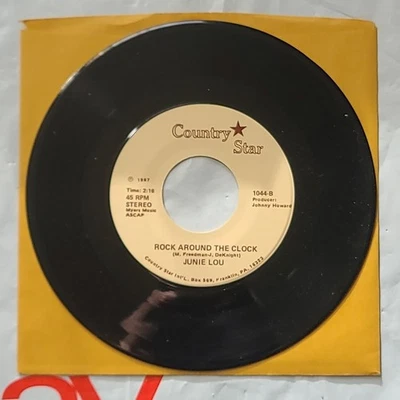 Country★
Star
℗ 1987
Time: 2:16
45 RPM
STEREO
Myers Music
ASCAP
1044-B
Producer:
Johnny Howard
ROCK AROUND THE CLOCK
(M. Freedman-J. DeKnight)
JUNIE LOU
Country Star Int'L., Box 569, Franklin, PA. 16323